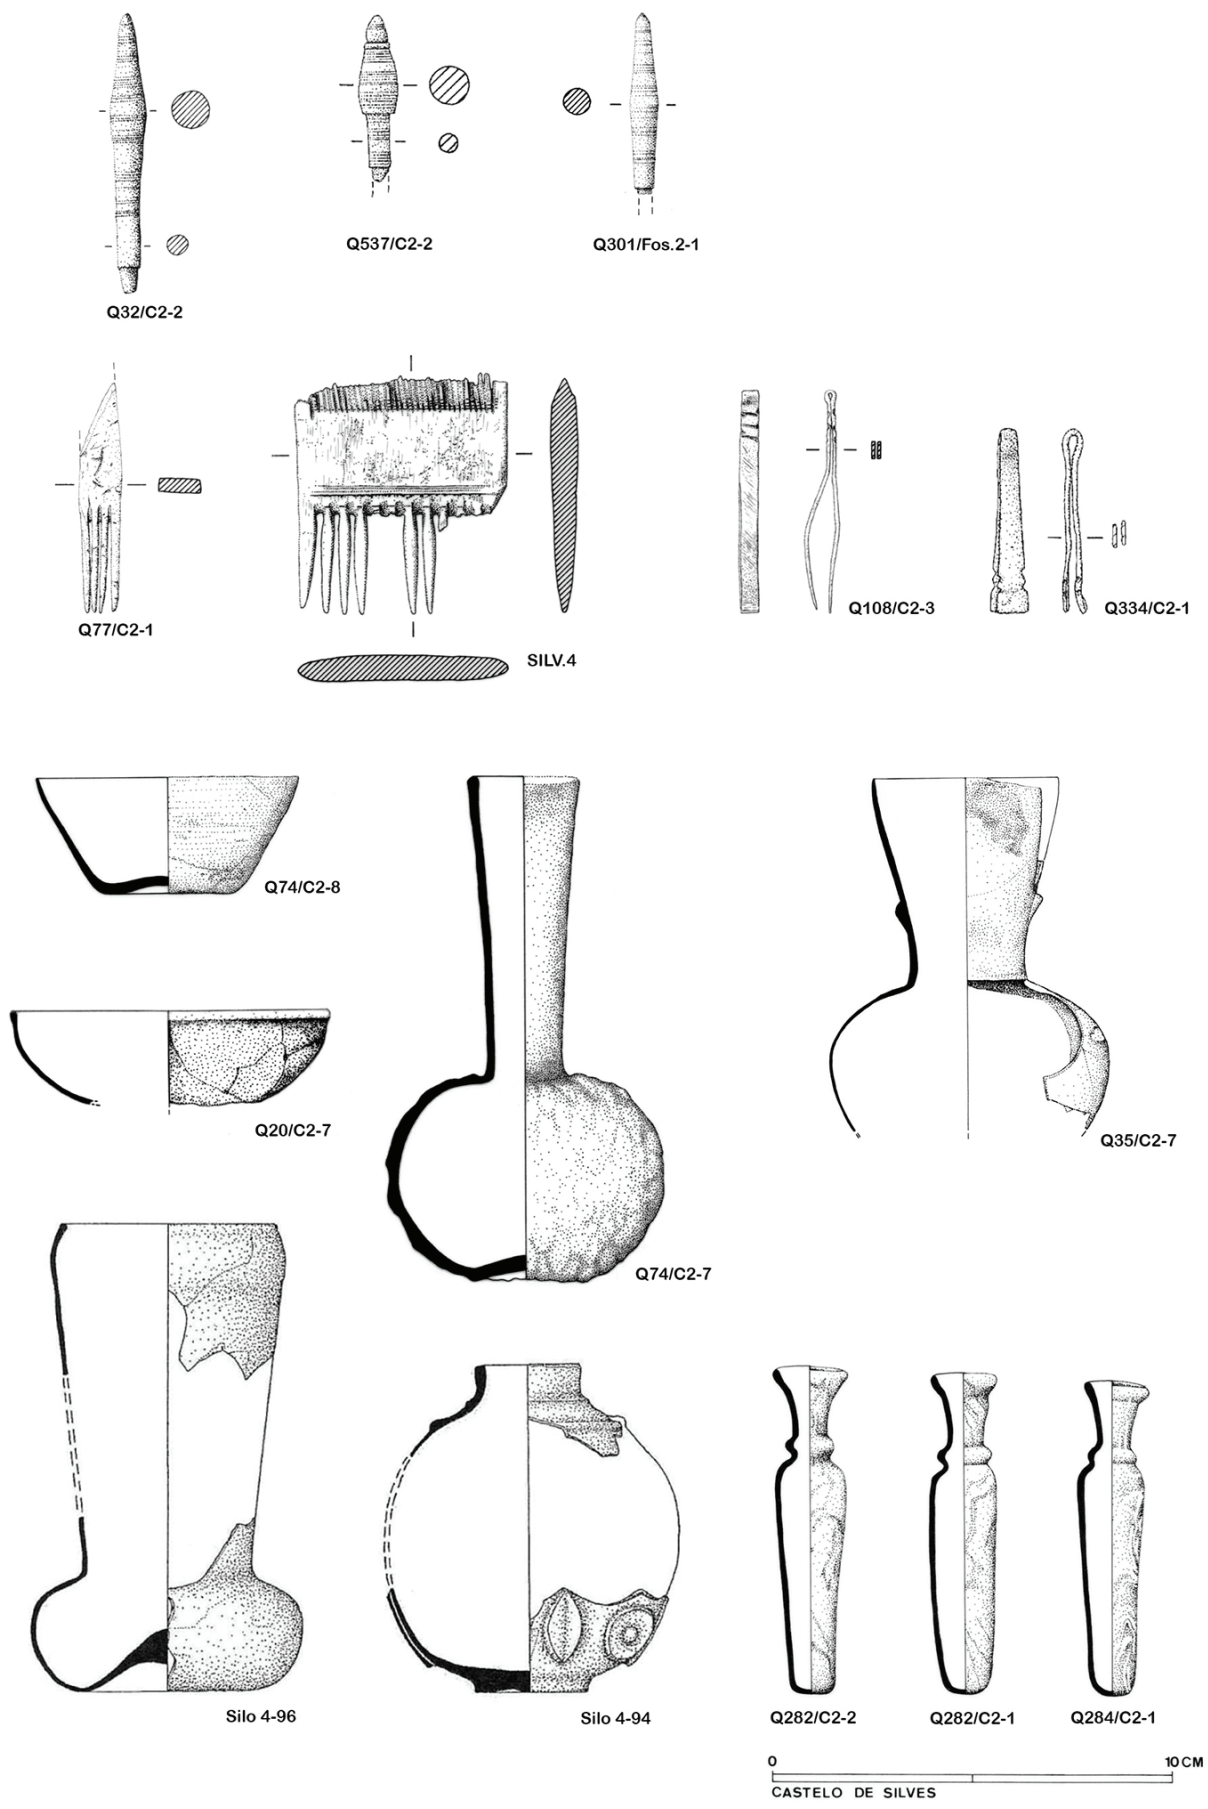 Q32/C2-2
Q537/C2-2
Q301/Fos.2-1
Q77/C2-1
SILV.4
Q108/C2-3
Q334/C2-1
Q74/C2-8
Q20/C2-7
Q74/C2-7
Q35/C2-7
Silo 4-96
Silo 4-94
Q282/C2-2
Q282/C2-1
Q284/C2-1
0 10 CM
CASTELO DE SILVES